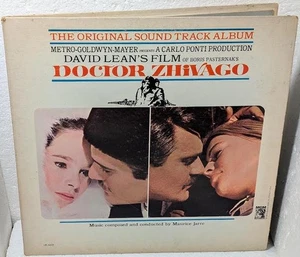 THE ORIGINAL SOUND TRACK ALBUM
METRO-GOLDWYN-MAYER PRESENTS A CARLO PONTI PRODUCTION
DAVID LEAN'S FILM OF BORIS PASTERNAK'S
DOCTOR ZHIVAGO
Music composed and conducted by Maurice Jarre